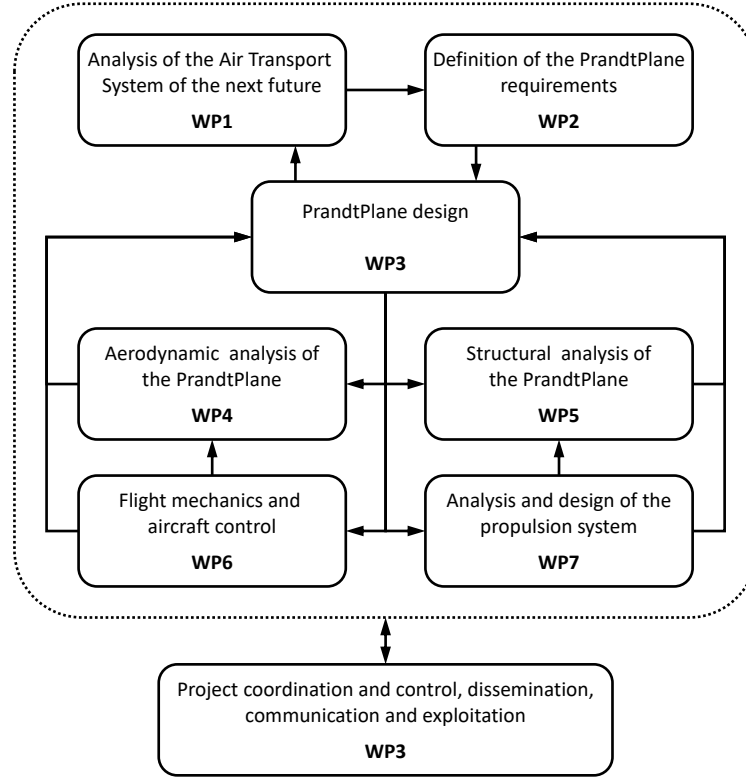 Analysis of the Air Transport
System of the next future
WP1
Definition of the PrandtPlane
requirements
WP2
PrandtPlane design
WP3
Aerodynamic analysis of
the PrandtPlane
WP4
Structural analysis of
the PrandtPlane
WP5
Flight mechanics and
aircraft control
WP6
Analysis and design of the
propulsion system
WP7
Project coordination and control, dissemination,
communication and exploitation
WP3